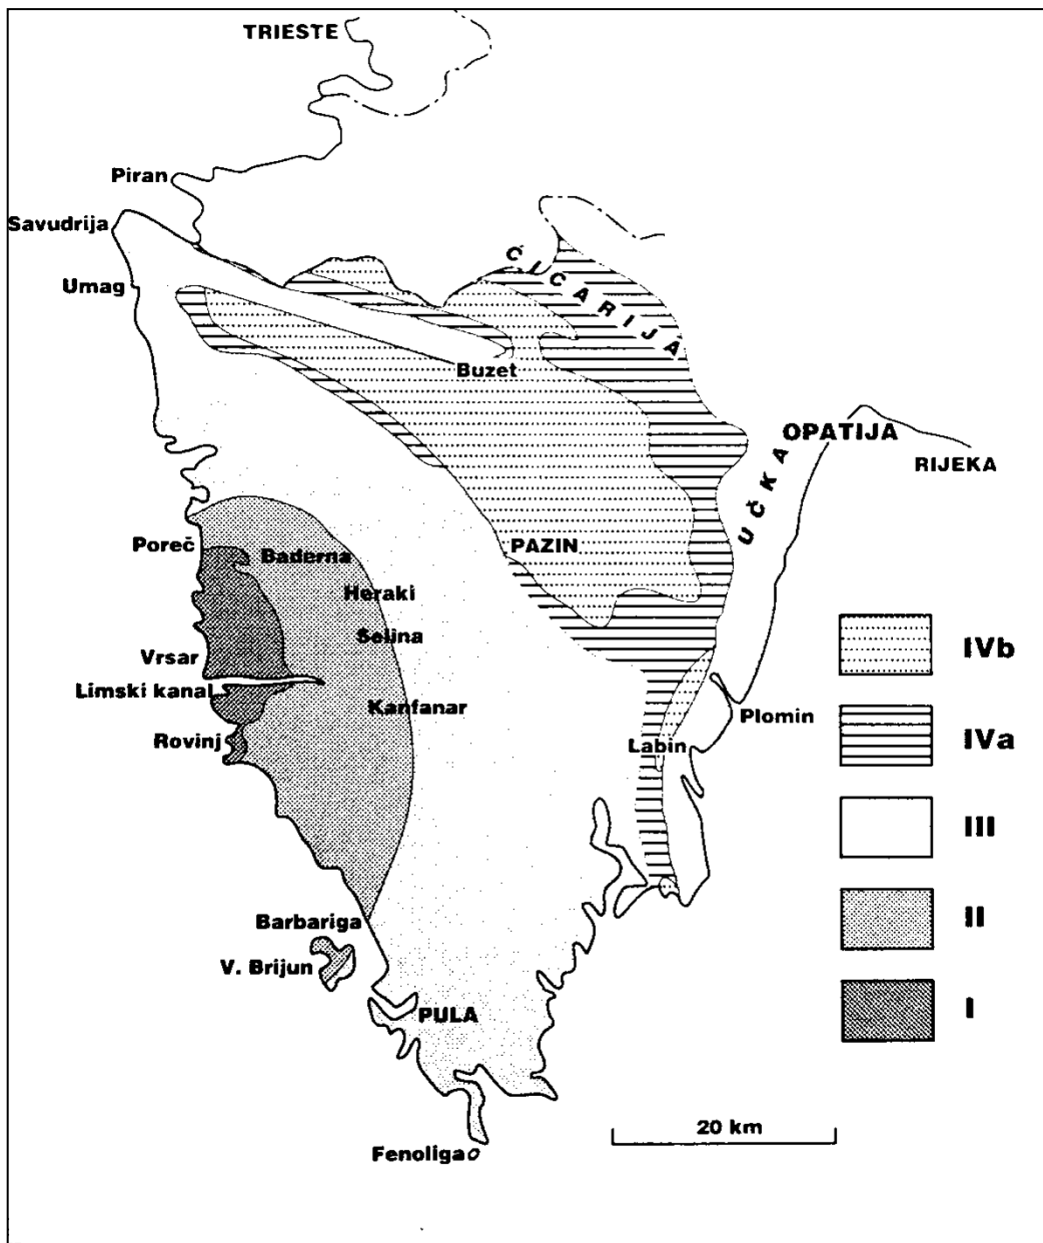 TRIESTE
Piran
Savudrija
Umag
ĆIĆARIJA
Buzet
OPATIJA
RIJEKA
UČKA
Poreč
Baderna
PAZIN
Heraki
Šelina
Vrsar
Limski kanal
Kanfanar
Rovinj
Plomin
Labin
Barbariga
V. Brijun
PULA
Fenoliga
IVb
IVa
III
II
I
20 km